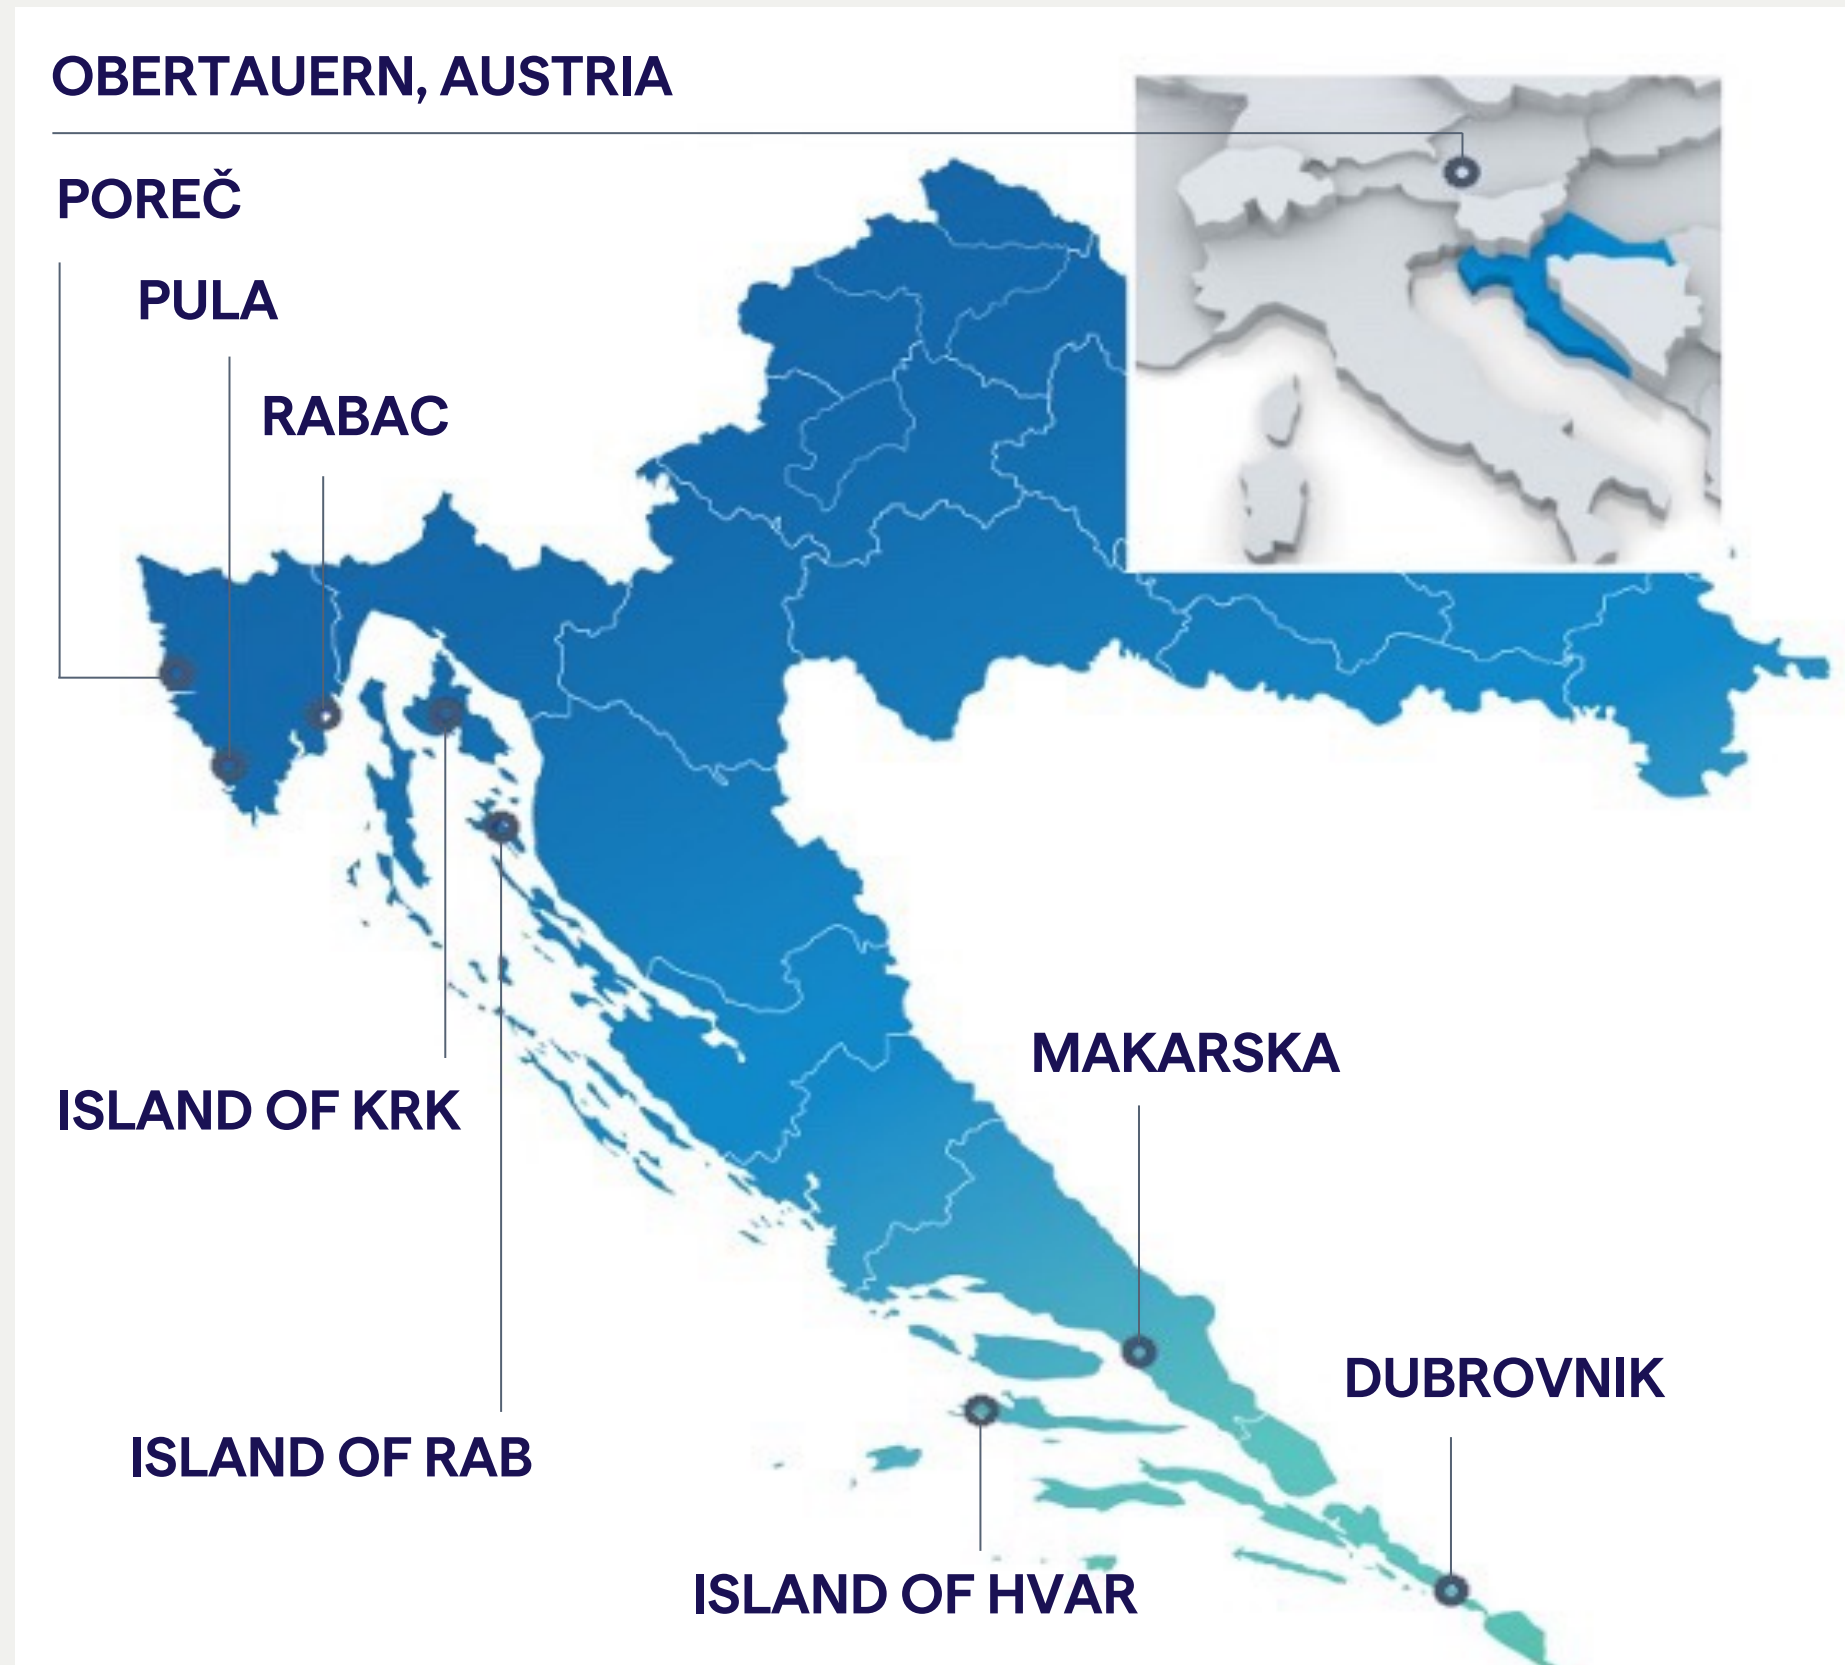 OBERTAUERN, AUSTRIA
POREČ
PULA
RABAC
ISLAND OF KRK
MAKARSKA
DUBROVNIK
ISLAND OF RAB
ISLAND OF HVAR